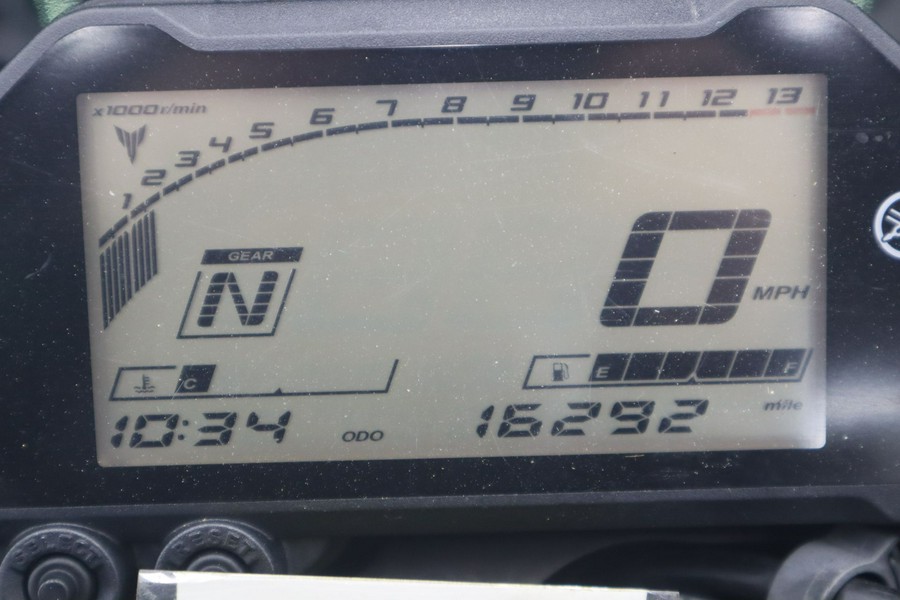 x1000 r/min
1 2 3 4 5 6 7 8 9 10 11 12 13
GEAR
N
0 MPH
C
E F
10:34 ODO 16292 mile
SELECT RESET